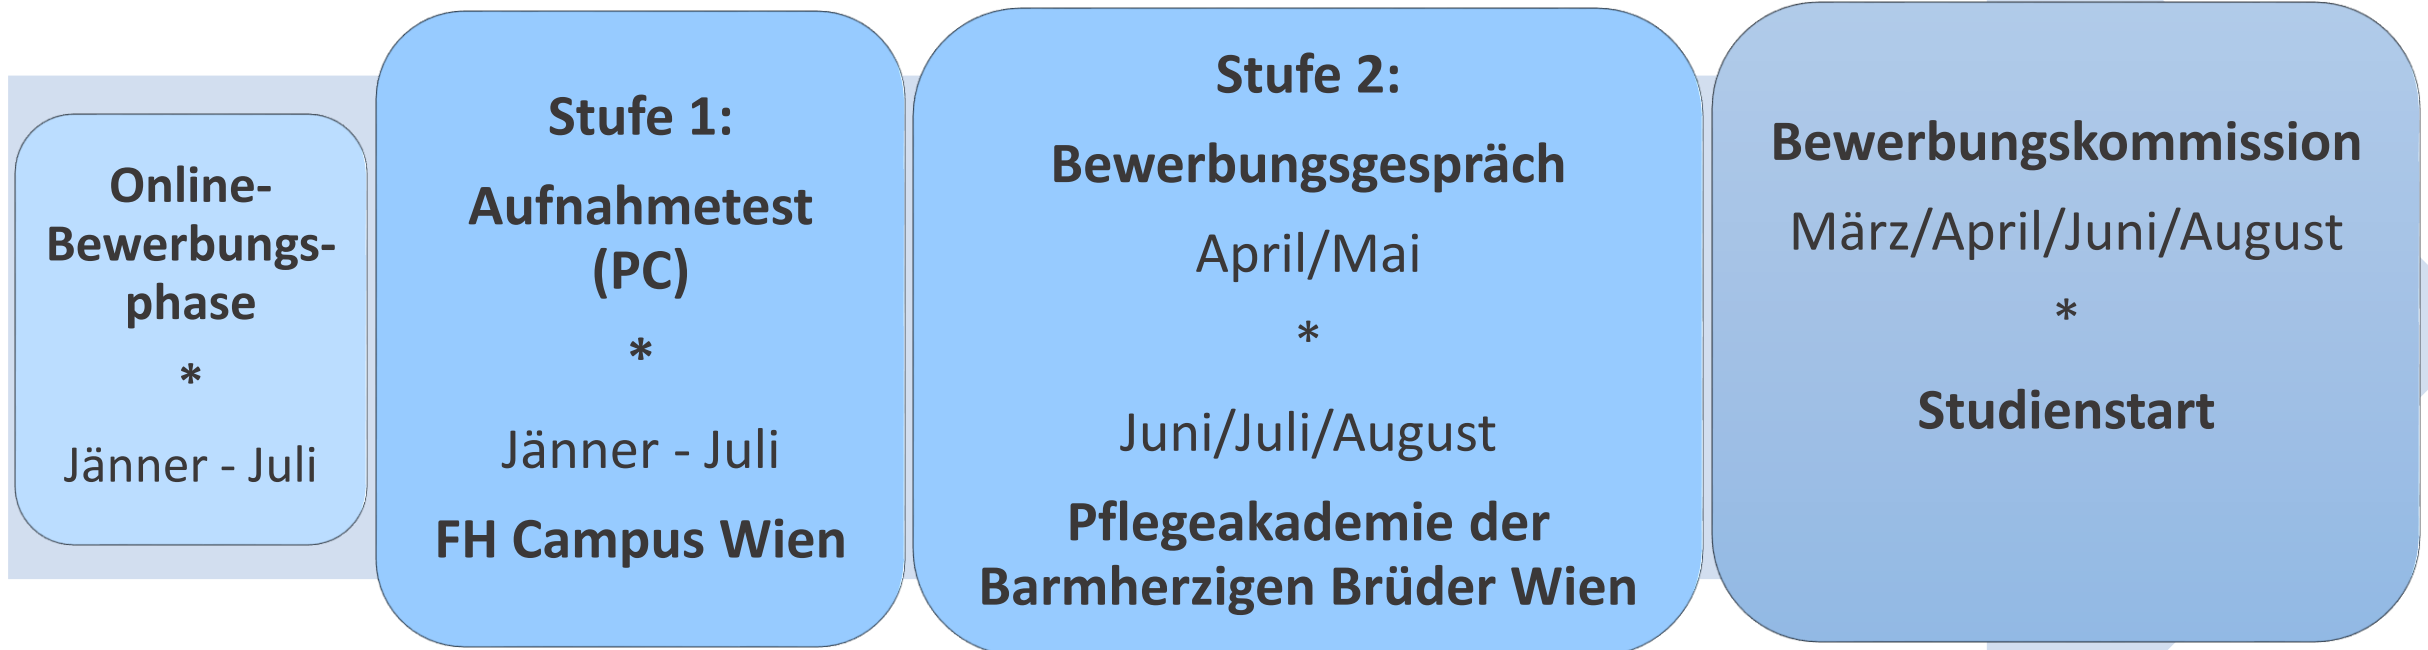 Online-
Bewerbungs-
phase
*
Jänner - Juli
Stufe 1:
Aufnahmetest
(PC)
*
Jänner - Juli
FH Campus Wien
Stufe 2:
Bewerbungsgespräch
April/Mai
*
Juni/Juli/August
Pflegeakademie der
Barmherzigen Brüder Wien
Bewerbungskommission
März/April/Juni/August
*
Studienstart